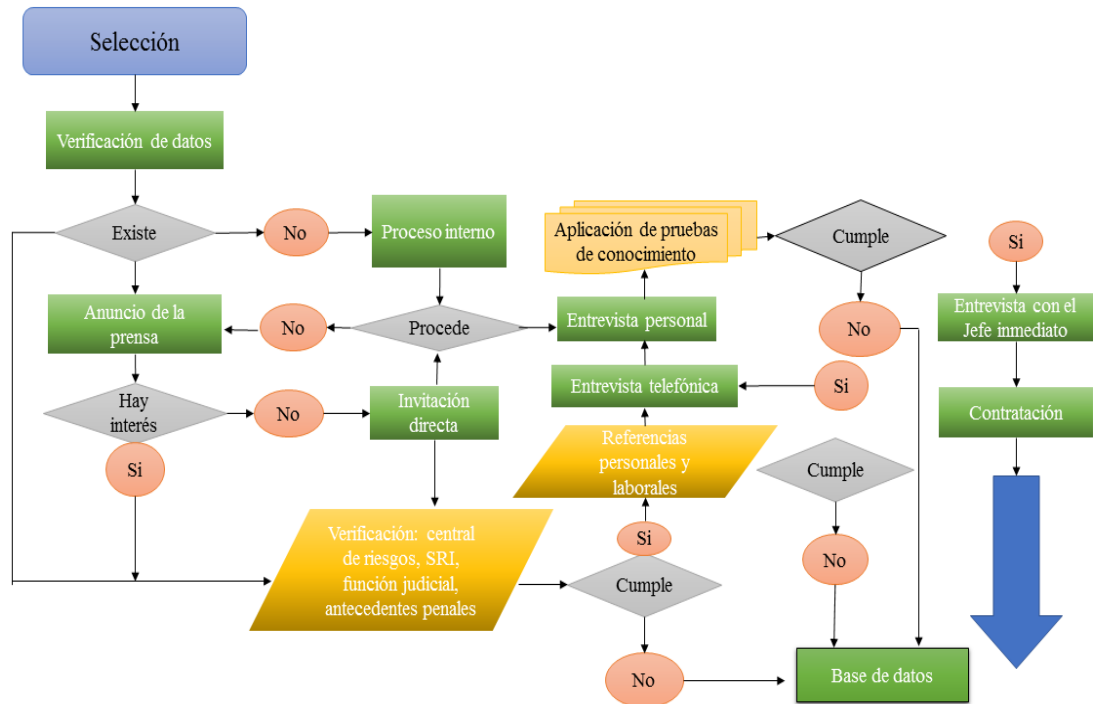 Selección
Verificación de datos
Existe
No
Proceso interno
Aplicación de pruebas
de conocimiento
Cumple
Si
Anuncio de la
prensa
No
Procede
Entrevista personal
No
Entrevista con el
Jefe inmediato
Hay
interés
No
Invitación
directa
Entrevista telefónica
Si
Contratación
Si
Referencias
personales y
laborales
Cumple
Verificación: central
de riesgos, SRI,
función judicial,
antecedentes penales
Si
Cumple
No
No
Base de datos